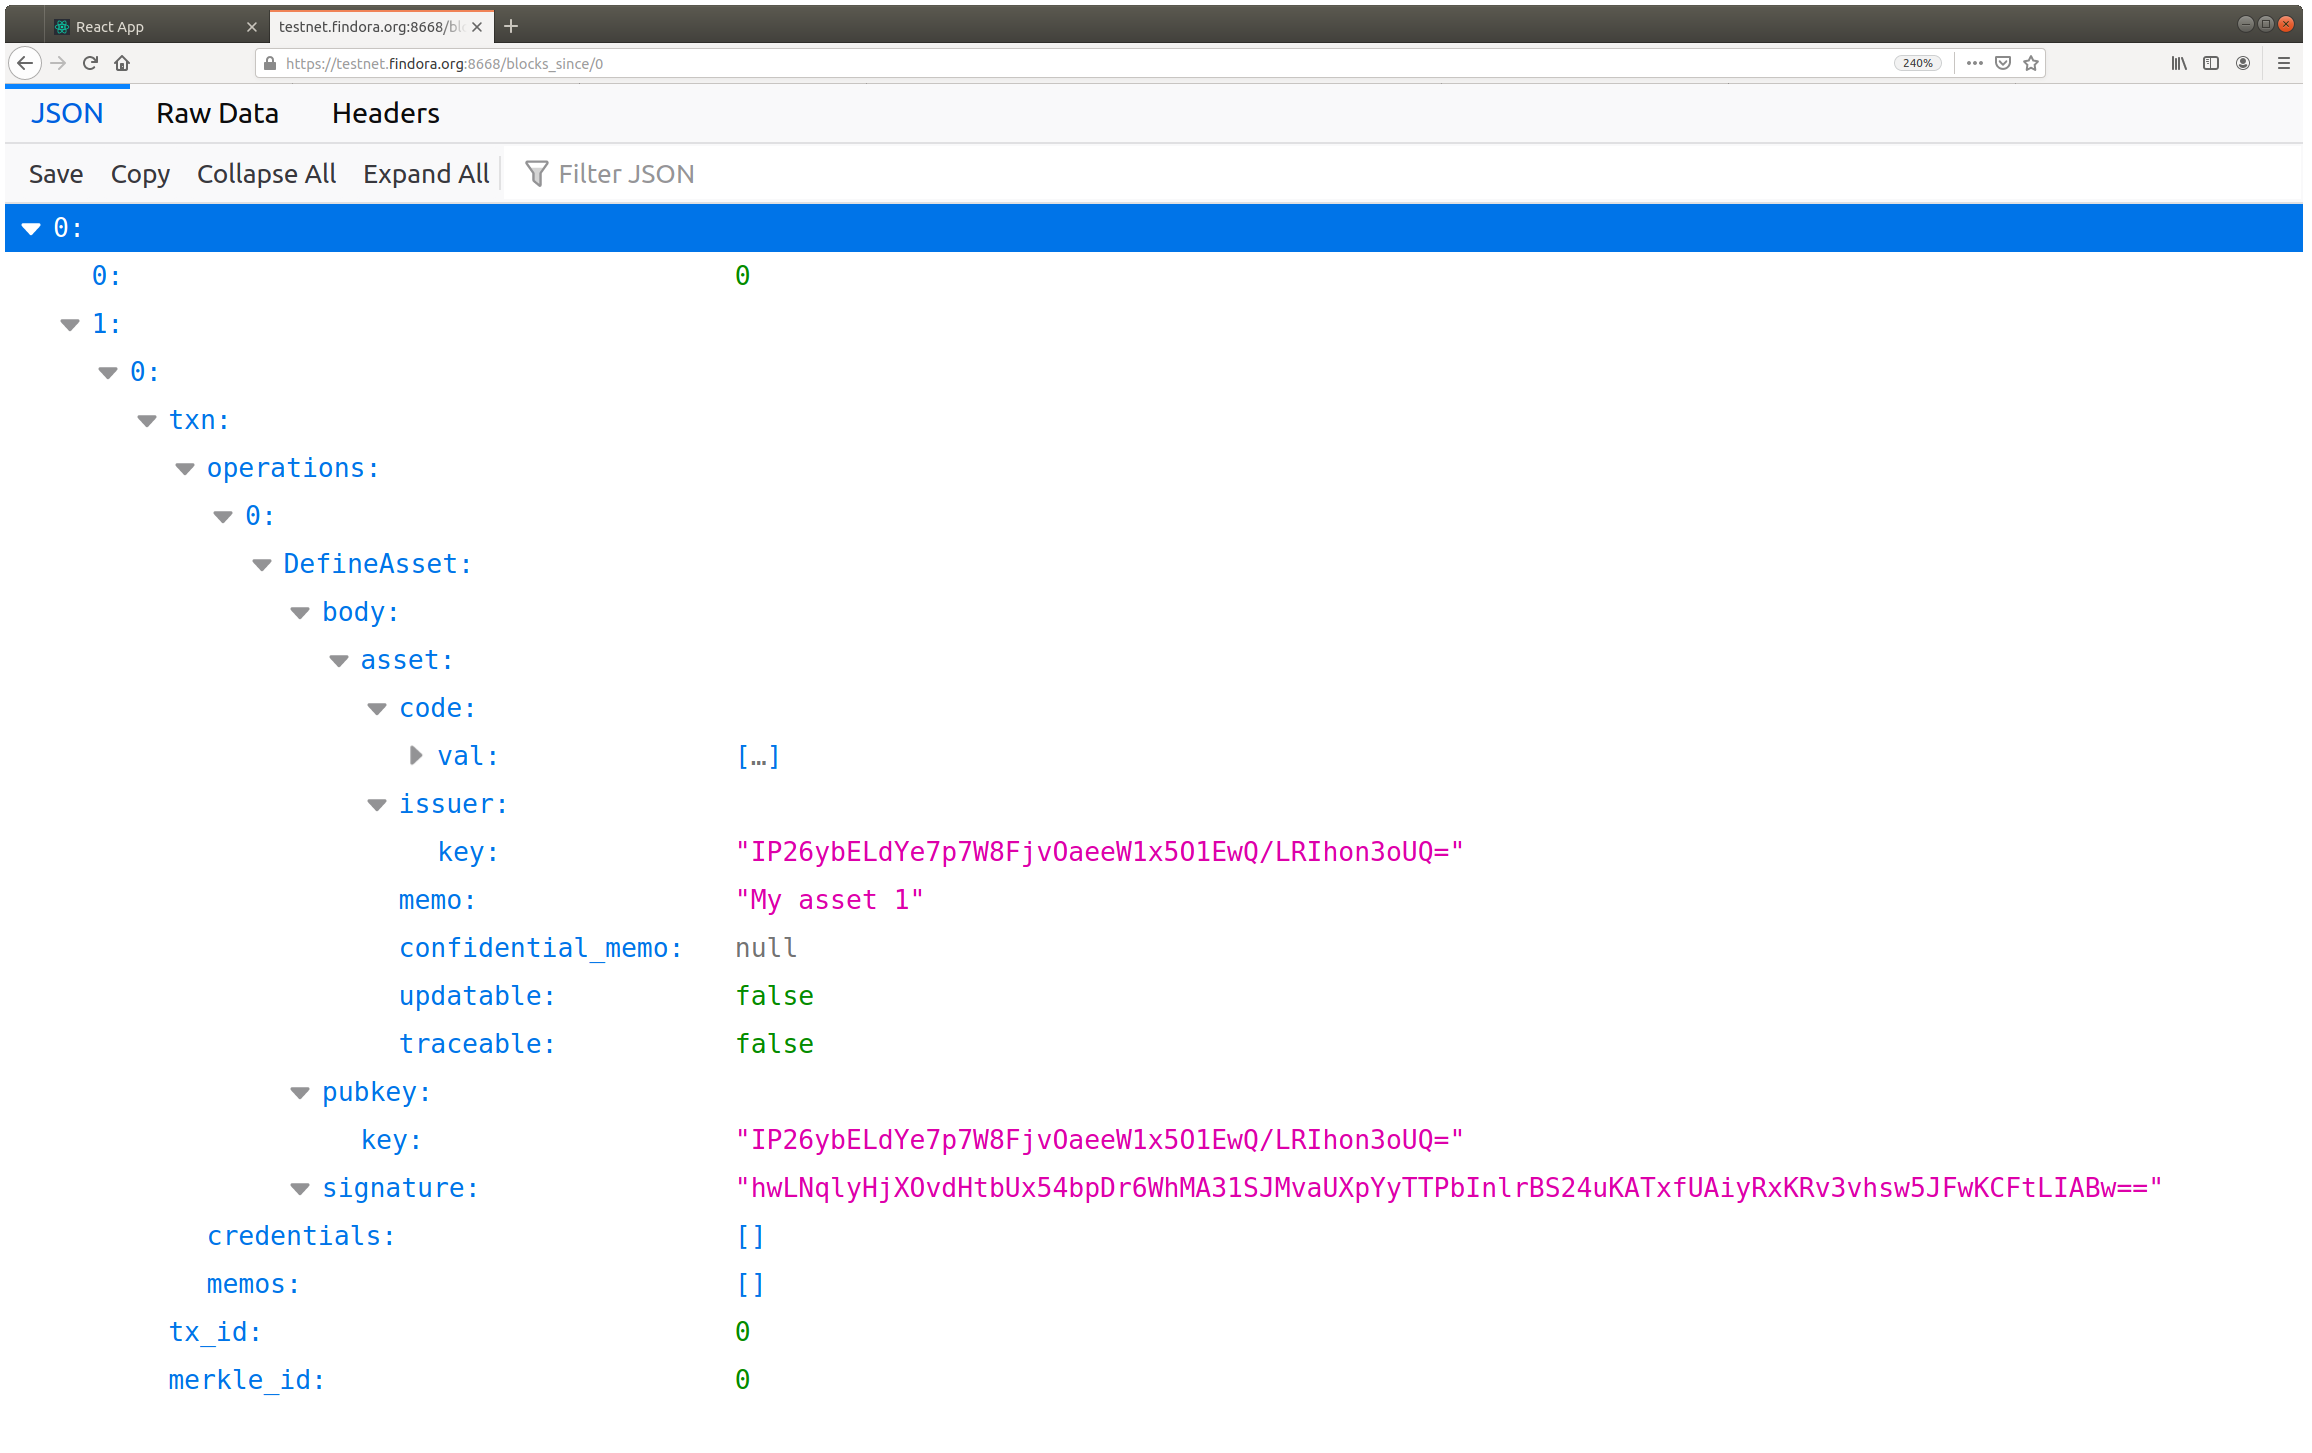 React App
testnet.findora.org:8668/blo
https://testnet.findora.org:8668/blocks_since/0
240%
JSON Raw Data Headers
Save Copy Collapse All Expand All Filter JSON
0:
0: 0
1:
0:
txn:
operations:
0:
DefineAsset:
body:
asset:
code:
val: […]
issuer:
key: "IP26ybELdYe7p7W8FjvOaeeW1x5O1EwQ/LRIhon3oUQ="
memo: "My asset 1"
confidential_memo: null
updatable: false
traceable: false
pubkey:
key: "IP26ybELdYe7p7W8FjvOaeeW1x5O1EwQ/LRIhon3oUQ="
signature: "hwLNqlyHjXOvdHtbUx54bpDr6WhMA31SJMvaUXpYyTTPbInlrBS24uKATxfUAiyRxKRv3vhsw5JFwKCFtLIABw=="
credentials: []
memos: []
tx_id: 0
merkle_id: 0